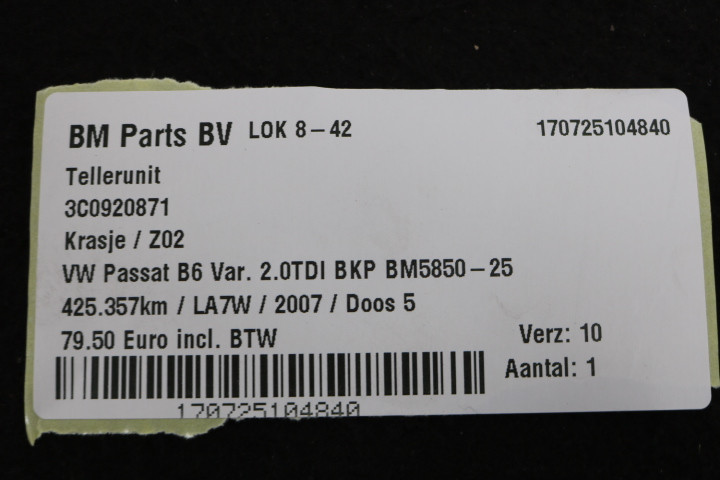 BM Parts BV LOK 8-42 170725104840
Tellerunit
3C0920871
Krasje / Z02
VW Passat B6 Var. 2.0TDI BKP BM5850-25
425.357km / LA7W / 2007 / Doos 5
79.50 Euro incl. BTW Verz: 10
Aantal: 1
170725104840